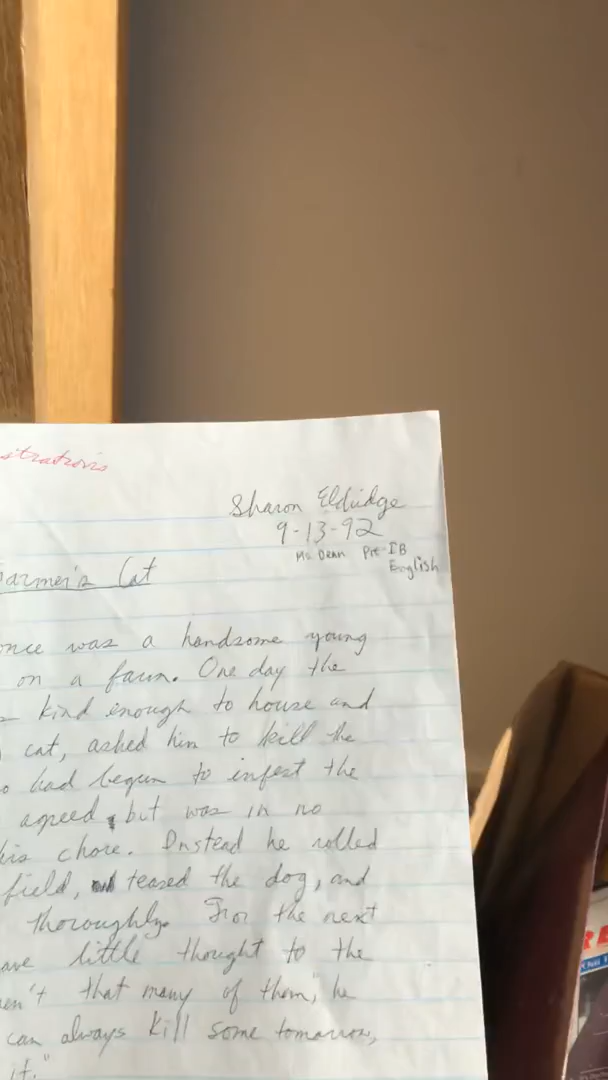 strations
Sharon Eldridge
9-13-92
Ms. Dean Pre-IB
English
armer's Cat
once was a handsome young
on a farm. One day the
kind enough to house and
cat, asked him to kill the
had begun to infest the
agreed, but was in no
his chore. Instead he rolled
field, teased the dog, and
thoroughly. For the next
ave little thought to the
en't that many of them," he
can always kill some tomorrow,
it."